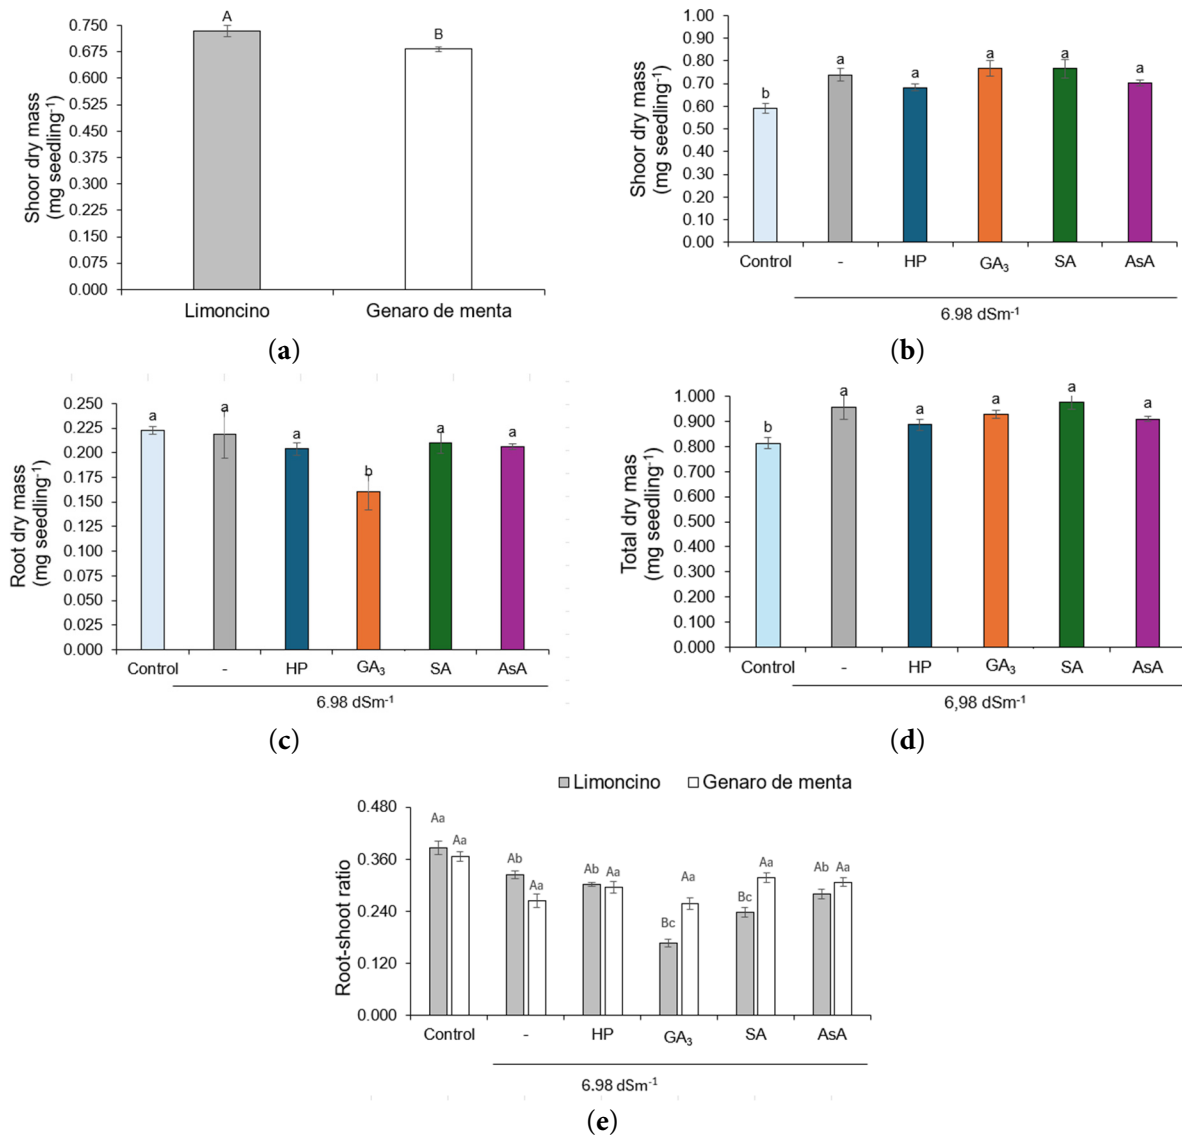 Shoor dry mass
(mg seedling-1)
0.750
0.675
0.600
0.525
0.450
0.375
0.300
0.225
0.150
0.075
0.000
A
B
Limoncino
Genaro de menta
(a)
Shoor dry mass
(mg seedling-1)
1.00
0.90
0.80
0.70
0.60
0.50
0.40
0.30
0.20
0.10
0.00
b a a a a a
Control - HP GA3 SA AsA
6.98 dSm-1
(b)
Root dry mass
(mg seedling-1)
0.250
0.225
0.200
0.175
0.150
0.125
0.100
0.075
0.050
0.025
0.000
a a a b a a
Control - HP GA3 SA AsA
6.98 dSm-1
(c)
Total dry mas
(mg seedling-1)
1.000
0.900
0.800
0.700
0.600
0.500
0.400
0.300
0.200
0.100
0.000
b a a a a a
Control - HP GA3 SA AsA
6,98 dSm-1
(d)
Limoncino Genaro de menta
Root-shoot ratio
0.480
0.360
0.240
0.120
0.000
Aa Aa Ab Aa Ab Aa Bc Aa Bc Aa Ab Aa
Control - HP GA3 SA AsA
6.98 dSm-1
(e)